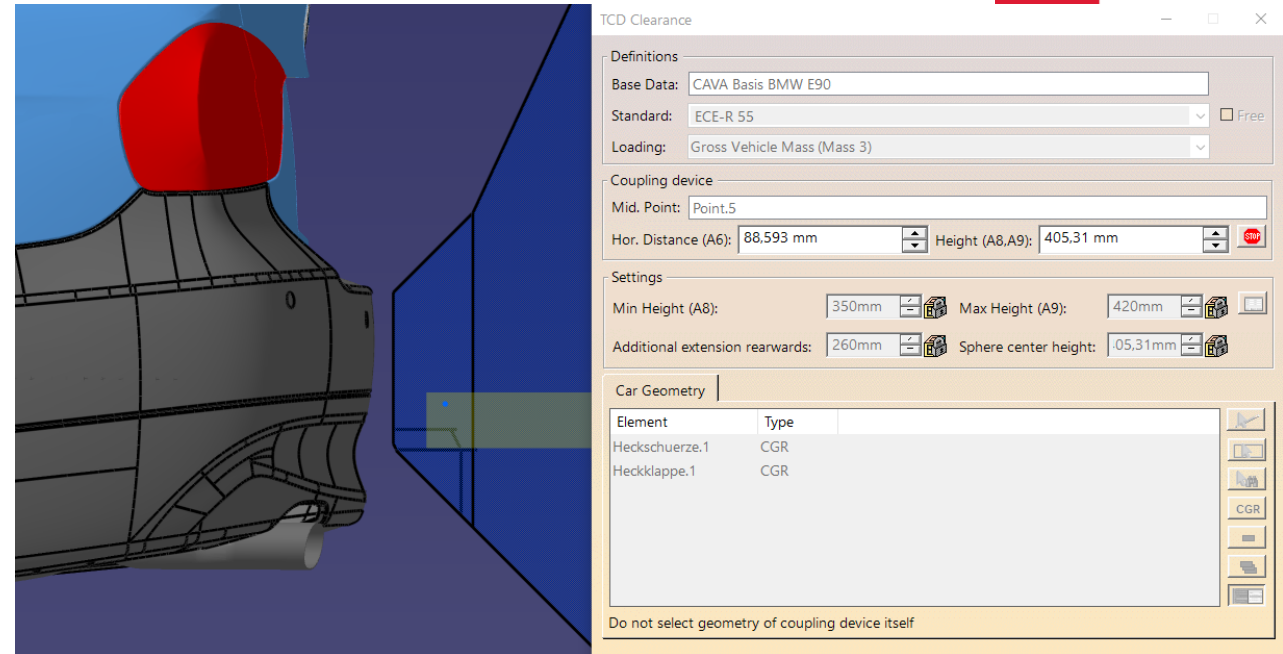 TCD Clearance
Definitions
Base Data: CAVA Basis BMW E90
Standard: ECE-R 55 Free
Loading: Gross Vehicle Mass (Mass 3)
Coupling device
Mid. Point: Point.5
Hor. Distance (A6): 88,593 mm Height (A8,A9): 405,31 mm STOP
Settings
Min Height (A8): 350mm Max Height (A9): 420mm
Additional extension rearwards: 260mm Sphere center height: 05,31mm
Car Geometry
Element Type
Heckschuerze.1 CGR
Heckklappe.1 CGR
CGR
Do not select geometry of coupling device itself